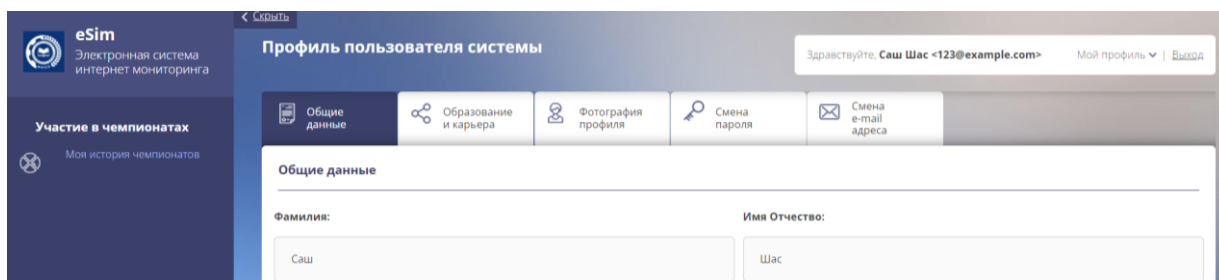 Скрыть
eSim
Электронная система
интернет мониторинга
Профиль пользователя системы
Здравствуйте, Саш Шас <123@example.com>
Мой профиль | Выход
Участие в чемпионатах
Моя история чемпионатов
Общие
данные
Образование
и карьера
Фотография
профиля
Смена
пароля
Смена
e-mail
адреса
Общие данные
Фамилия:
Имя Отчество:
Саш
Шас